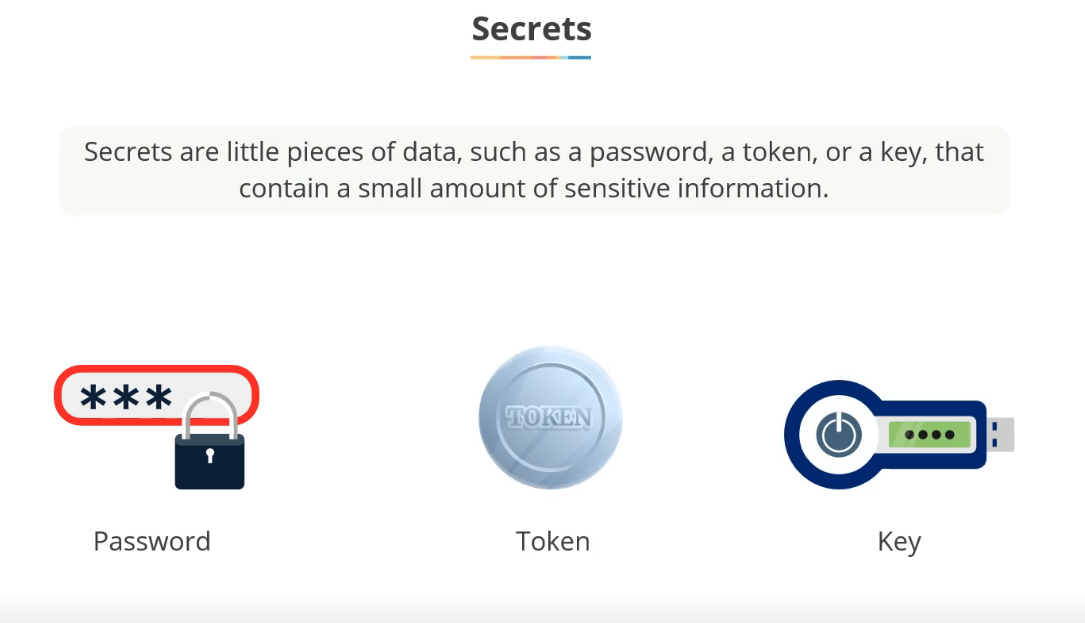 Secrets
Secrets are little pieces of data, such as a password, a token, or a key, that
contain a small amount of sensitive information.
***
TOKEN
Password
Token
Key